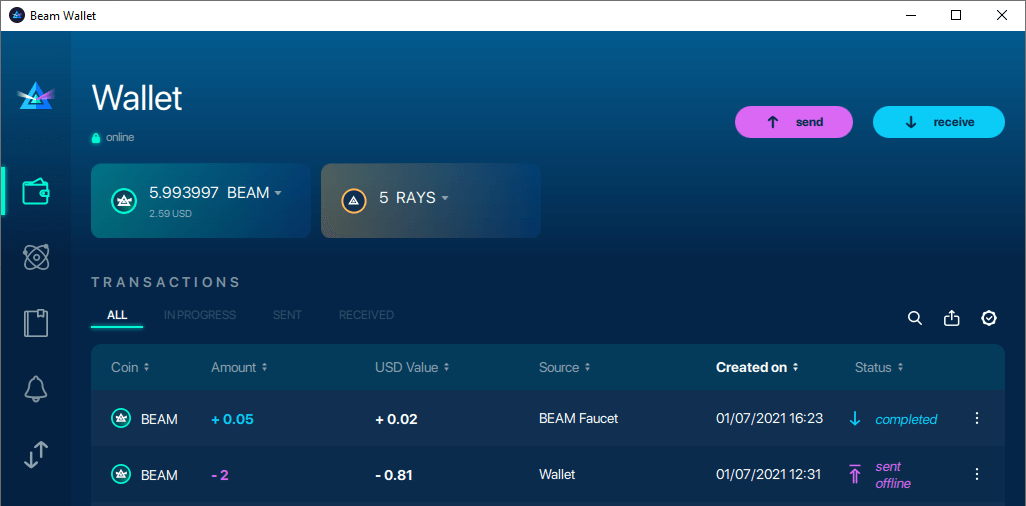 Beam Wallet
Wallet
online
send
receive
5.993997 BEAM
2.59 USD
5 RAYS
TRANSACTIONS
ALL IN PROGRESS SENT RECEIVED
Coin Amount USD Value Source Created on Status
BEAM + 0.05 + 0.02 BEAM Faucet 01/07/2021 16:23 completed
BEAM - 2 - 0.81 Wallet 01/07/2021 12:31 sent
offline